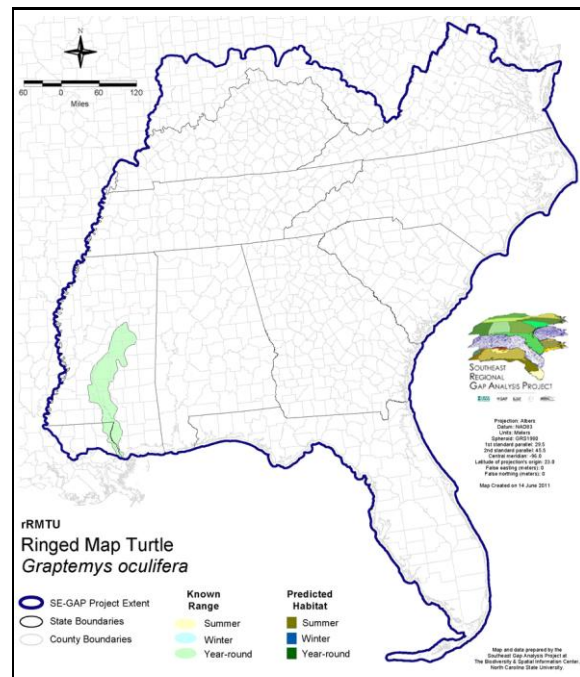 60 0 60 120
Miles
SOUTHEAST
REGIONAL
GAP ANALYSIS PROJECT
Projection: Albers
Datum: NAD83
Units: Meters
Spheroid: GRS1980
1st standard parallel: 29.5
2nd standard parallel: 45.5
Central meridian: -96.0
Latitude of projection's origin: 23.0
False easting (meters): 0
False northing (meters): 0
Map Created on 14 June 2011
rRMTU
Ringed Map Turtle
Graptemys oculifera
SE-GAP Project Extent
State Boundaries
County Boundaries
Known
Range
Summer
Winter
Year-round
Predicted
Habitat
Summer
Winter
Year-round
Map and data prepared by the
Southeast Gap Analysis Project at
The Biodiversity & Spatial Information Center,
North Carolina State University.